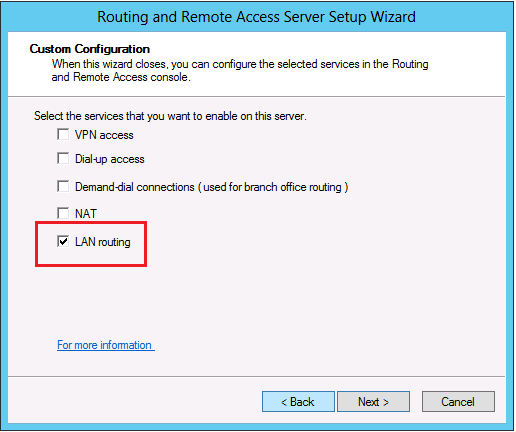 Routing and Remote Access Server Setup Wizard
Custom Configuration
When this wizard closes, you can configure the selected services in the Routing
and Remote Access console.
Select the services that you want to enable on this server.
VPN access
Dial-up access
Demand-dial connections ( used for branch office routing )
NAT
LAN routing
For more information
< Back Next > Cancel